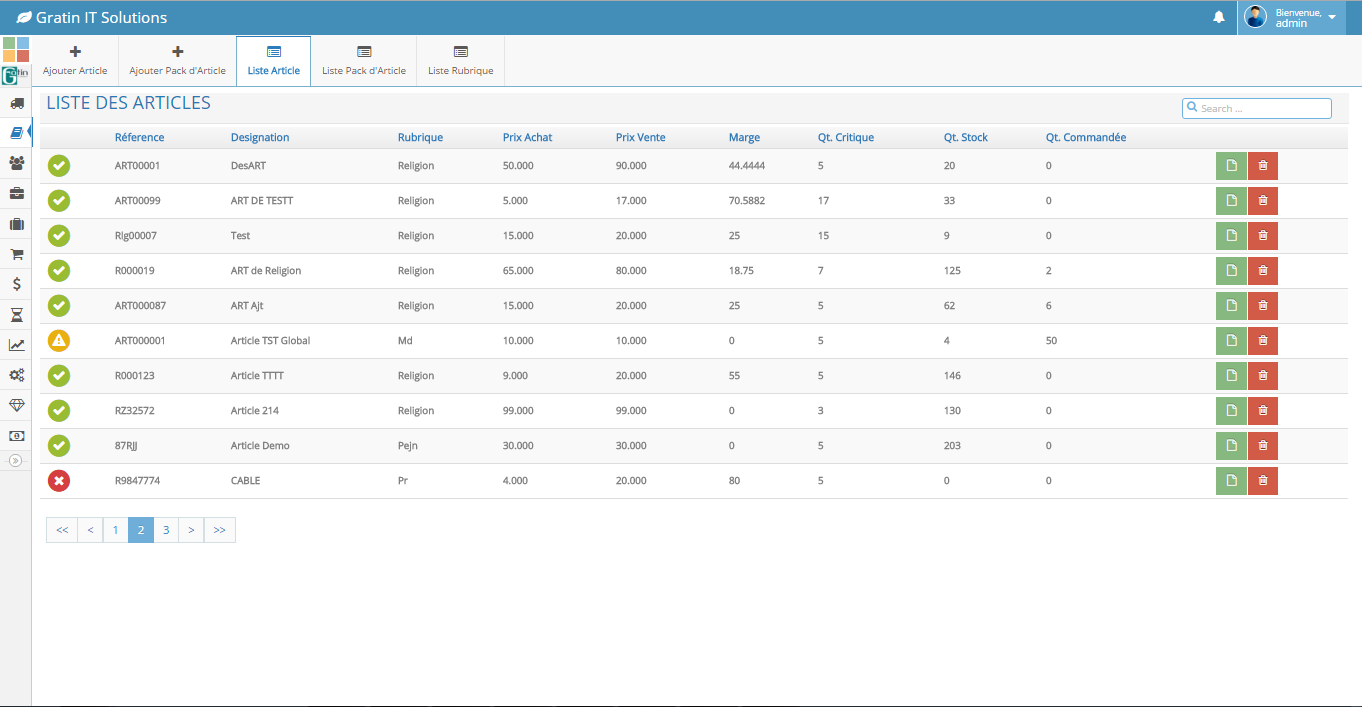 Gratin IT Solutions
Bienvenue,
admin
Ajouter Article Ajouter Pack d'Article Liste Article Liste Pack d'Article Liste Rubrique
LISTE DES ARTICLES
Search ...
Réference Designation Rubrique Prix Achat Prix Vente Marge Qt. Critique Qt. Stock Qt. Commandée
ART00001 DesART Religion 50.000 90.000 44.4444 5 20 0
ART00099 ART DE TESTT Religion 5.000 17.000 70.5882 17 33 0
Rlg00007 Test Religion 15.000 20.000 25 15 9 0
R000019 ART de Religion Religion 65.000 80.000 18.75 7 125 2
ART000087 ART Ajt Religion 15.000 20.000 25 5 62 6
ART000001 Article TST Global Md 10.000 10.000 0 5 4 50
R000123 Article TTTT Religion 9.000 20.000 55 5 146 0
RZ32572 Article 214 Religion 99.000 99.000 0 3 130 0
87RJJ Article Demo Pejn 30.000 30.000 0 5 203 0
R9847774 CABLE Pr 4.000 20.000 80 5 0 0
<< < 1 2 3 > >>